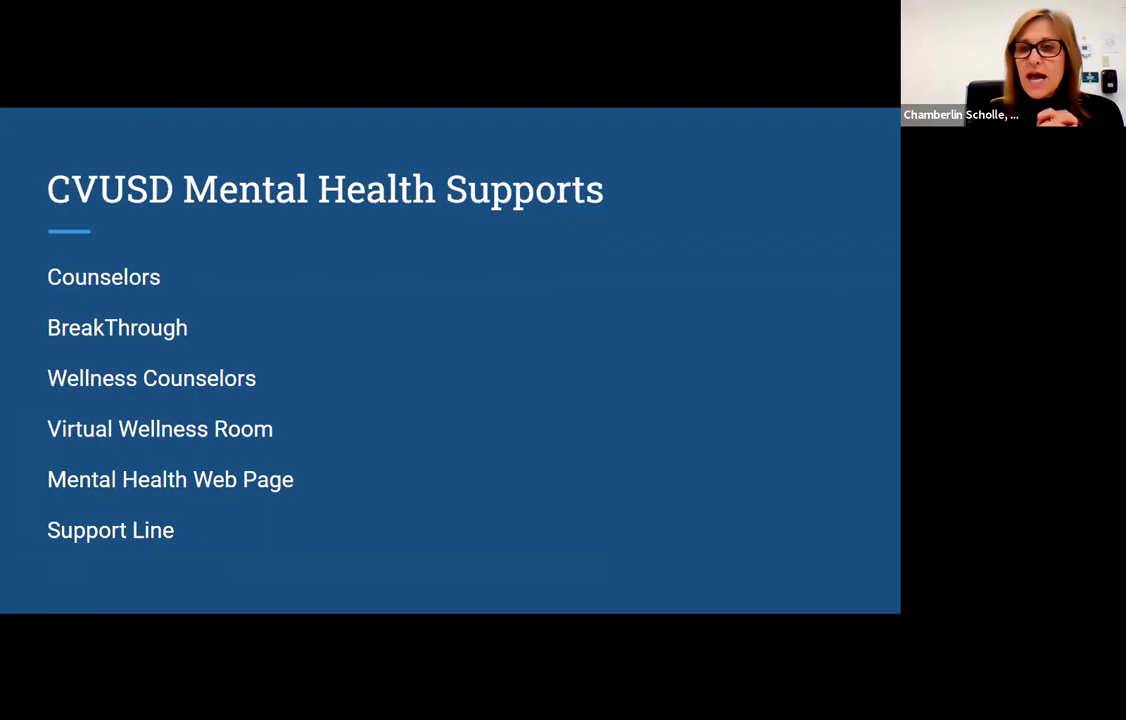 Chamberlin Scholle, ...
CVUSD Mental Health Supports
Counselors
BreakThrough
Wellness Counselors
Virtual Wellness Room
Mental Health Web Page
Support Line